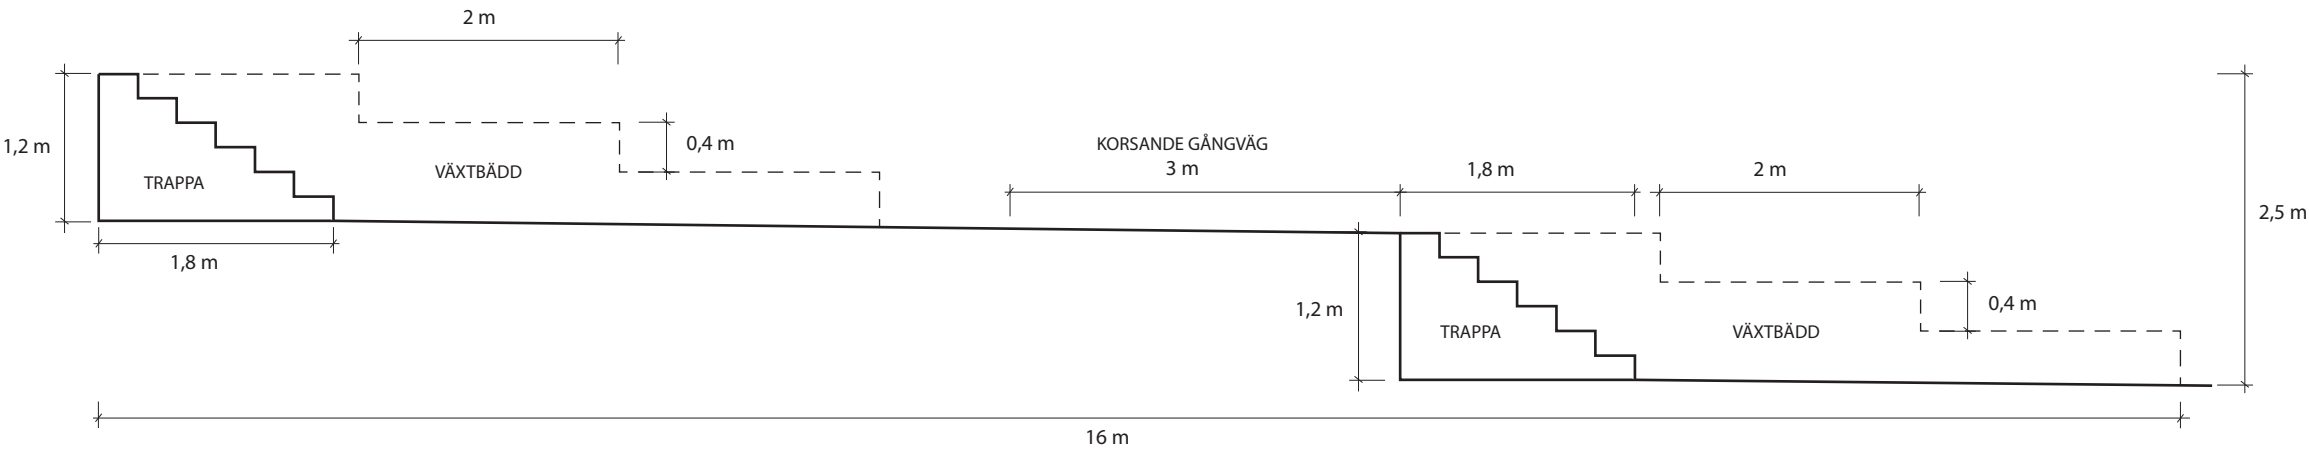 2 m
1,2 m
TRAPPA
VÄXTBÄDD
0,4 m
1,8 m
KORSANDE GÅNGVÄG
3 m
1,8 m
2 m
2,5 m
1,2 m
TRAPPA
VÄXTBÄDD
0,4 m
16 m